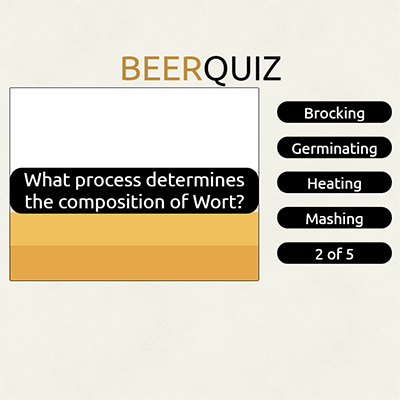 BEERQUIZ
What process determines
the composition of Wort?
Brocking
Germinating
Heating
Mashing
2 of 5